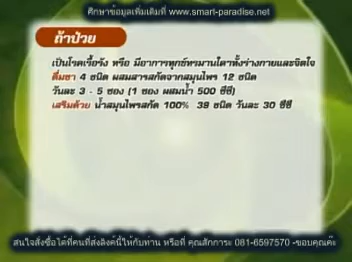 ศึกษาข้อมูลเพิ่มเติมที่ www.smart-paradise.net
ถ้าป่วย
เป็นโรคเรื้อรัง หรือ มีอาการทุกข์ทรมานใดๆทั้งร่างกายและจิตใจ
ดื่มชา 4 ชนิด ผสมสารสกัดจากสมุนไพร 12 ชนิด
วันละ 3 - 5 ซอง (1 ซอง ผสมน้ำ 500 ซีซี)
เสริมด้วย น้ำสมุนไพรสกัด 100% 39 ชนิด วันละ 30 ซีซี
สนใจสั่งซื้อได้ที่คนที่ส่งลิงค์นี้ให้กับท่าน หรือที่ คุณสักการะ 081-6597570 -ขอบคุณค๊ะ